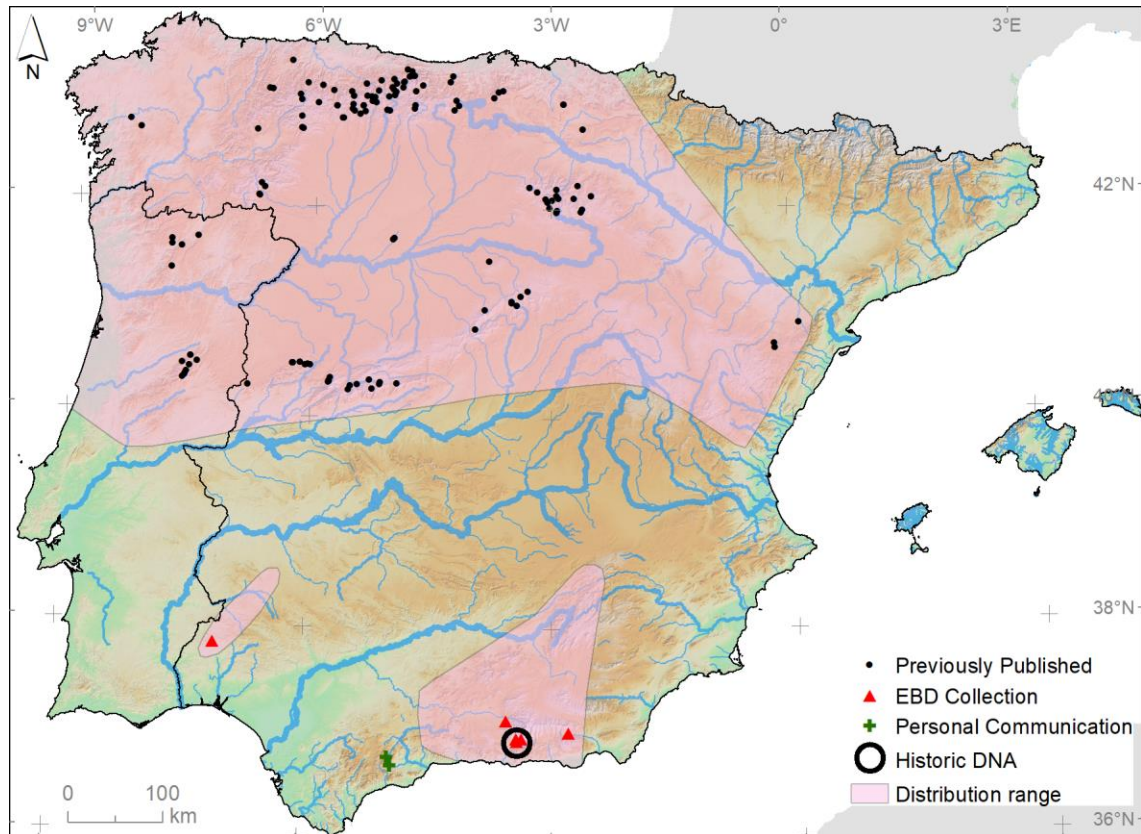 9°W 6°W 3°W 0° 3°E
N
42°N
38°N
Previously Published
EBD Collection
Personal Communication
Historic DNA
Distribution range
0 100
km
36°N